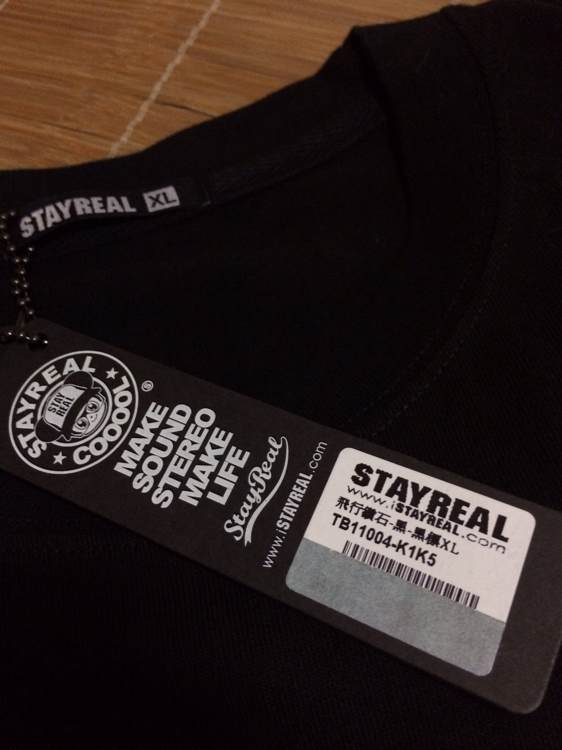 STAYREAL XL
STAYREAL
COOOOL
STAY
REAL
MAKE
SOUND
STEREO
MAKE
LIFE
StayReal
www.iSTAYREAL.com
STAYREAL
www.iSTAYREAL.com
飛行鑽石-黑-黑標XL
TB11004-K1K5